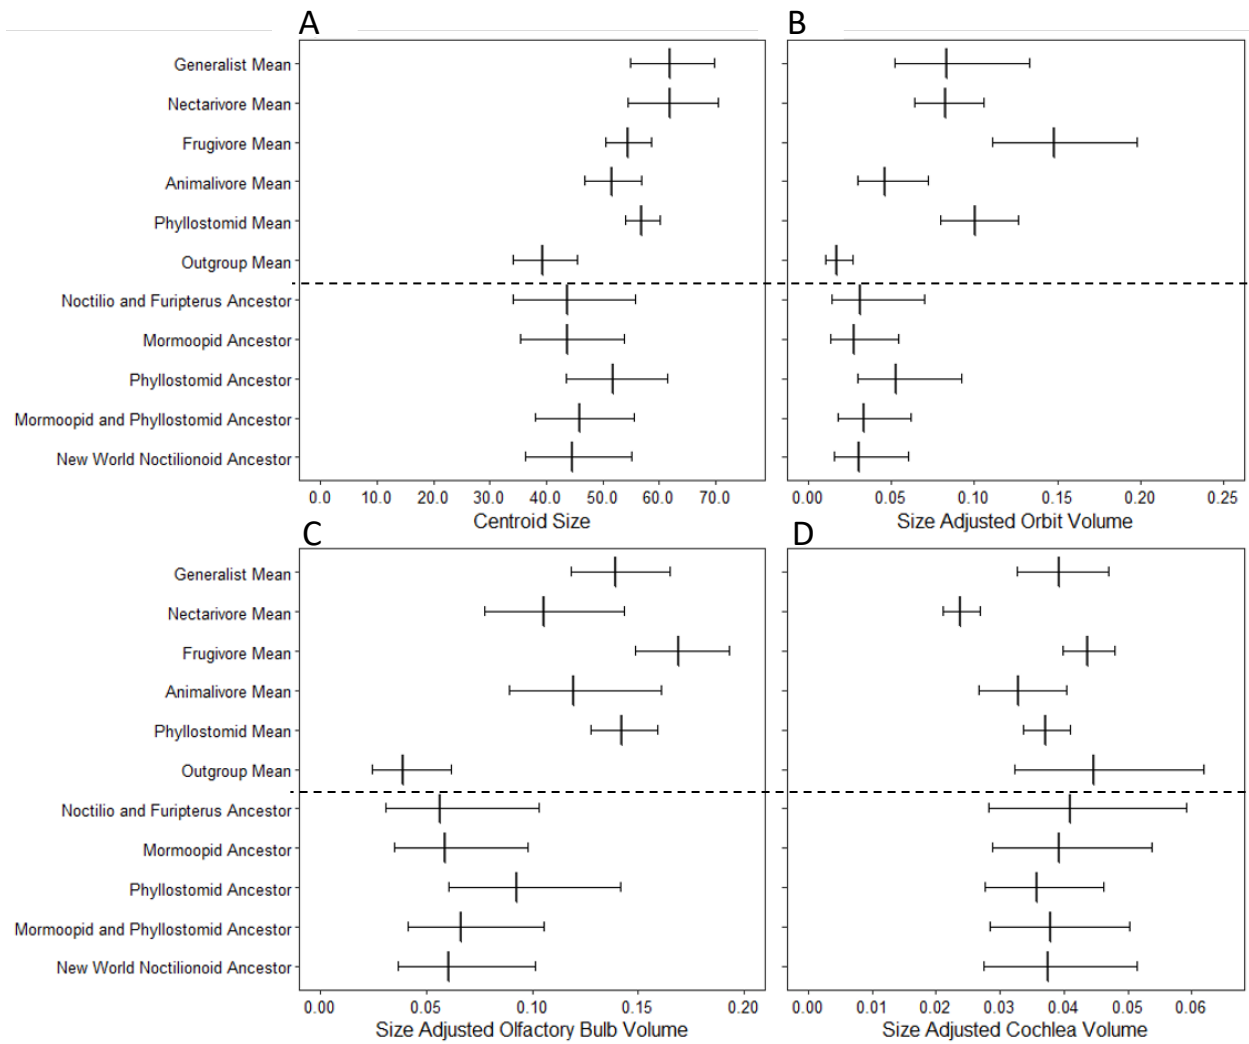 A
B
Generalist Mean
Nectarivore Mean
Frugivore Mean
Animalivore Mean
Phyllostomid Mean
Outgroup Mean
Noctilio and Furipterus Ancestor
Mormoopid Ancestor
Phyllostomid Ancestor
Mormoopid and Phyllostomid Ancestor
New World Noctilionoid Ancestor
0.0 10.0 20.0 30.0 40.0 50.0 60.0 70.0
Centroid Size
0.00 0.05 0.10 0.15 0.20 0.25
Size Adjusted Orbit Volume
C
D
Generalist Mean
Nectarivore Mean
Frugivore Mean
Animalivore Mean
Phyllostomid Mean
Outgroup Mean
Noctilio and Furipterus Ancestor
Mormoopid Ancestor
Phyllostomid Ancestor
Mormoopid and Phyllostomid Ancestor
New World Noctilionoid Ancestor
0.00 0.05 0.10 0.15 0.20
Size Adjusted Olfactory Bulb Volume
0.00 0.01 0.02 0.03 0.04 0.05 0.06
Size Adjusted Cochlea Volume